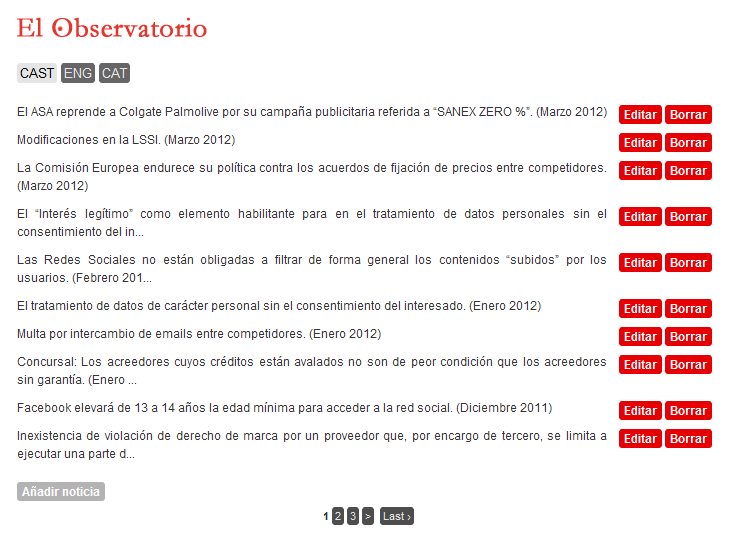 El Observatorio
CAST ENG CAT
El ASA reprende a Colgate Palmolive por su campaña publicitaria referida a “SANEX ZERO %”. (Marzo 2012) Editar Borrar
Modificaciones en la LSSI. (Marzo 2012) Editar Borrar
La Comisión Europea endurece su política contra los acuerdos de fijación de precios entre competidores. Editar Borrar
(Marzo 2012)
El “Interés legítimo” como elemento habilitante para en el tratamiento de datos personales sin el Editar Borrar
consentimiento del in...
Las Redes Sociales no están obligadas a filtrar de forma general los contenidos “subidos” por los Editar Borrar
usuarios. (Febrero 201...
El tratamiento de datos de carácter personal sin el consentimiento del interesado. (Enero 2012) Editar Borrar
Multa por intercambio de emails entre competidores. (Enero 2012) Editar Borrar
Concursal: Los acreedores cuyos créditos están avalados no son de peor condición que los acreedores Editar Borrar
sin garantía. (Enero ...
Facebook elevará de 13 a 14 años la edad mínima para acceder a la red social. (Diciembre 2011) Editar Borrar
Inexistencia de violación de derecho de marca por un proveedor que, por encargo de tercero, se limita a Editar Borrar
ejecutar una parte d...
Añadir noticia
1 2 3 > Last ›